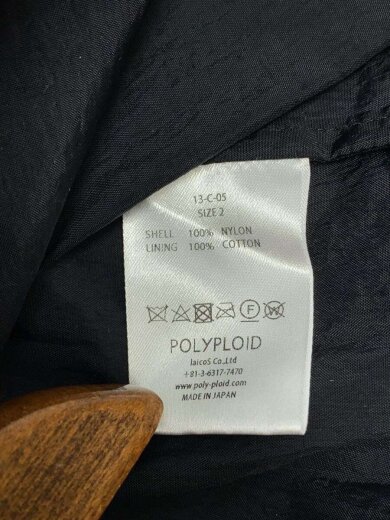 13-C-05
SIZE 2
SHELL 100% NYLON
LINING 100% COTTON
F W
POLYPLOID
laicoS Co.,Ltd
+81-3-6317-7470
www.poly-ploid.com
MADE IN JAPAN